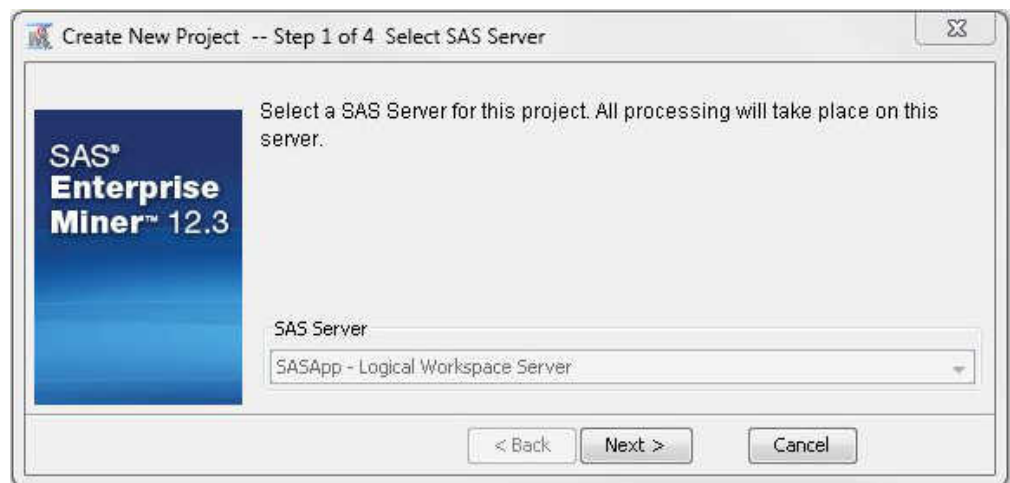 Create New Project -- Step 1 of 4 Select SAS Server
Select a SAS Server for this project. All processing will take place on this
server.
SAS®
Enterprise
Miner™ 12.3
SAS Server
SASApp - Logical Workspace Server
< Back
Next >
Cancel